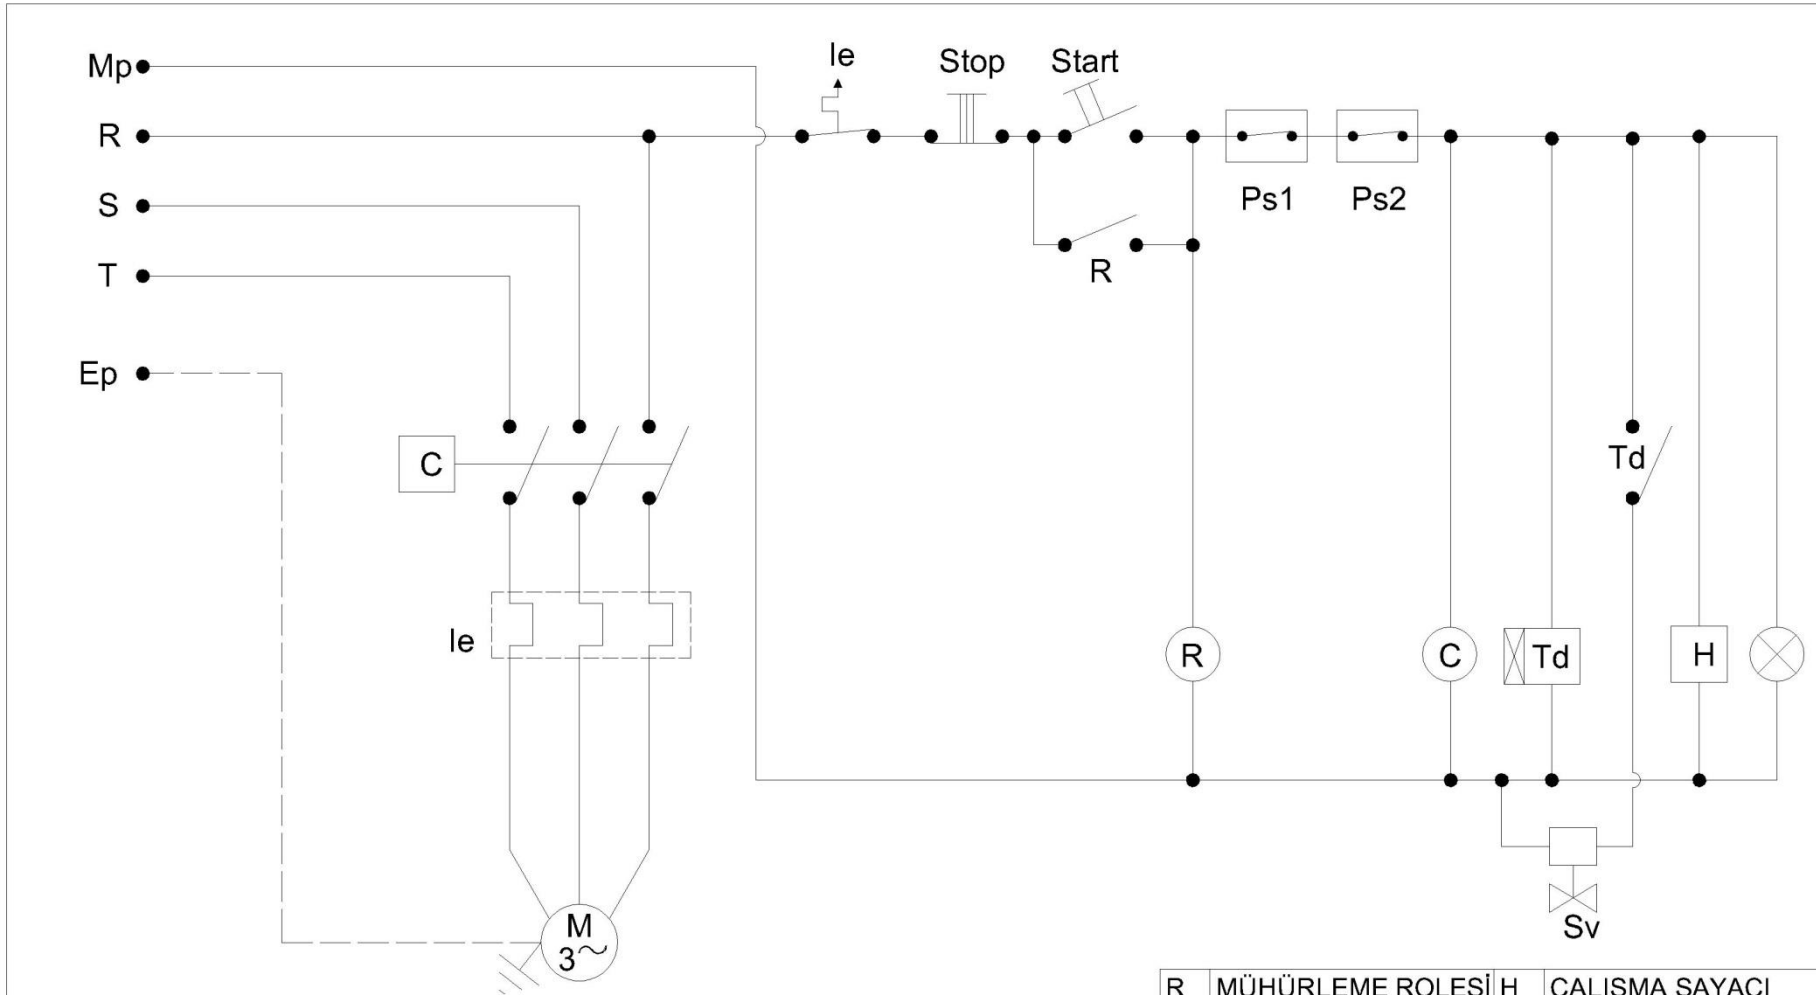 Mp
Ie
Stop
Start
R
S
Ps1
Ps2
T
R
Ep
C
Td
Ie
R
C
Td
H
M
3~
Sv
R MÜHÜRLEME ROLESİ H ÇALIŞMA SAYACI